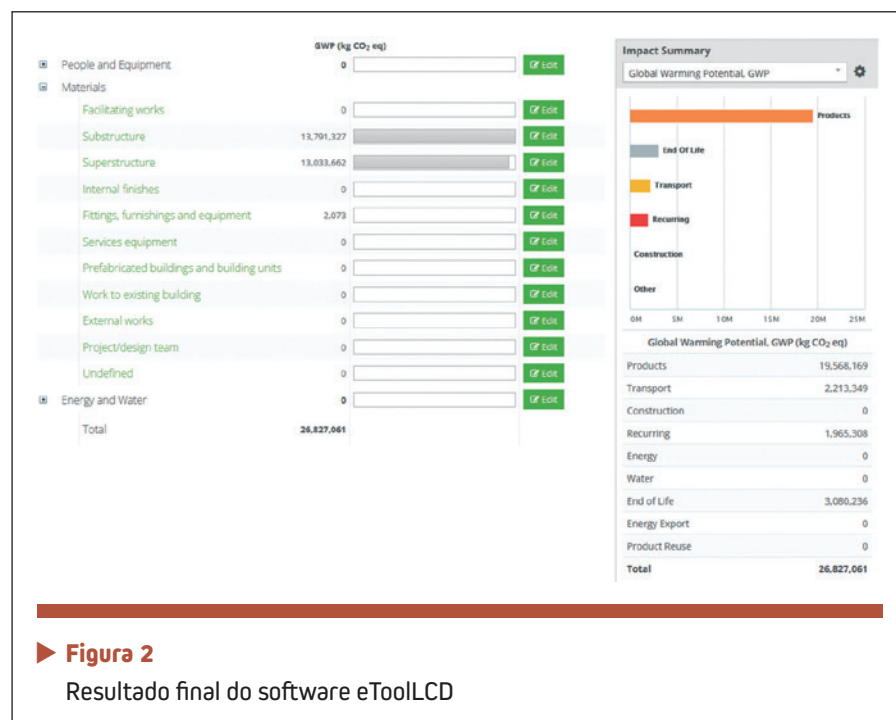 GWP (kg CO₂ eq)
People and Equipment 0 Edit
Materials
Facilitating works 0 Edit
Substructure 13,791,327 Edit
Superstructure 13,033,662 Edit
Internal finishes 0 Edit
Fittings, furnishings and equipment 2,073 Edit
Services equipment 0 Edit
Prefabricated buildings and building units 0 Edit
Work to existing building 0 Edit
External works 0 Edit
Project/design team 0 Edit
Undefined 0 Edit
Energy and Water 0 Edit
Total 26,827,061
Impact Summary
Global Warming Potential, GWP
Products
End Of Life
Transport
Recurring
Construction
Other
0M 5M 10M 15M 20M 25M
Global Warming Potential, GWP (kg CO₂ eq)
Products 19,568,169
Transport 2,213,349
Construction 0
Recurring 1,965,308
Energy 0
Water 0
End of Life 3,080,236
Energy Export 0
Product Reuse 0
Total 26,827,061
Figura 2
Resultado final do software eToolLCD